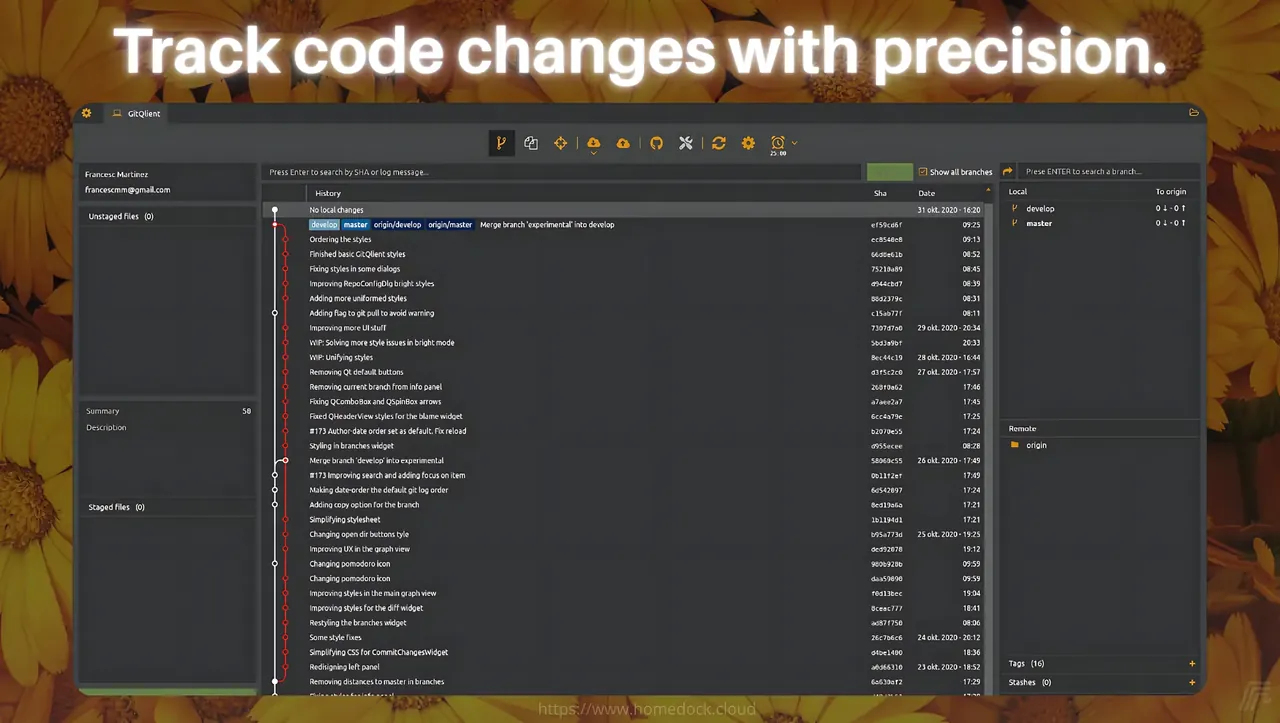 Track code changes with precision.
GitQlient
25:00
Francesc Martinez
francescmm@gmail.com
Unstaged files (0)
Summary 50
Description
Staged files (0)
Press Enter to search by SHA or log message...
Show all branches
History Sha Date
No local changes 31 okt. 2020 - 16:20
develop master origin/develop origin/master Merge branch 'experimental' into develop ef59cd6f 09:25
Ordering the styles ec8540e8 09:13
Finished basic GitQlient styles 66d8e61b 08:52
Fixing styles in some dialogs 75210a89 08:45
Improving RepoConfigDlg bright styles d944cbd7 08:39
Adding more uniformed styles 88d2379c 08:31
Adding flag to git pull to avoid warning c15ab77f 08:11
Improving more UI stuff 7307d7a0 29 okt. 2020 - 20:34
WIP: Solving more style issues in bright mode 5bd3a9bf 20:33
WIP: Unifying styles 8ec44c19 28 okt. 2020 - 16:44
Removing Qt default buttons d3f5c2c0 27 okt. 2020 - 17:57
Removing current branch from info panel 260f0a62 17:46
Fixing QComboBox and QSpinBox arrows a7aee2a7 17:45
Fixed QHeaderView styles for the blame widget 6cc4a79e 17:25
#173 Author-date order set as default. Fix reload b2070e55 17:24
Styling in branches widget d955ecee 08:28
Merge branch 'develop' into experimental 58069c55 26 okt. 2020 - 17:49
#173 Improving search and adding focus on item 0b11f2ef 17:49
Making date-order the default git log order 6d542097 17:24
Adding copy option for the branch 8ed19a6a 17:21
Simplifying stylesheet 1b1194d1 17:21
Changing open dir buttons tyle b95a773d 25 okt. 2020 - 19:25
Improving UX in the graph view ded92078 19:12
Changing pomodoro icon 980b928b 09:59
Changing pomodoro icon daa59890 09:59
Improving styles in the main graph view f0d13bec 19:04
Improving styles for the diff widget 0ceac777 18:41
Restyling the branches widget ad87f750 08:06
Some style fixes 26c7b6c6 24 okt. 2020 - 20:12
Simplifying CSS for CommitChangesWidget d4be1400 18:36
Redisigning left panel a0d66310 23 okt. 2020 - 18:52
Removing distances to master in branches 6a630af2 17:29
Prese ENTER to search a branch...
Local To origin
develop 0 ↓ - 0 ↑
master 0 ↓ - 0 ↑
Remote
origin
Tags (16)
Stashes (0)
https://www.homedock.cloud